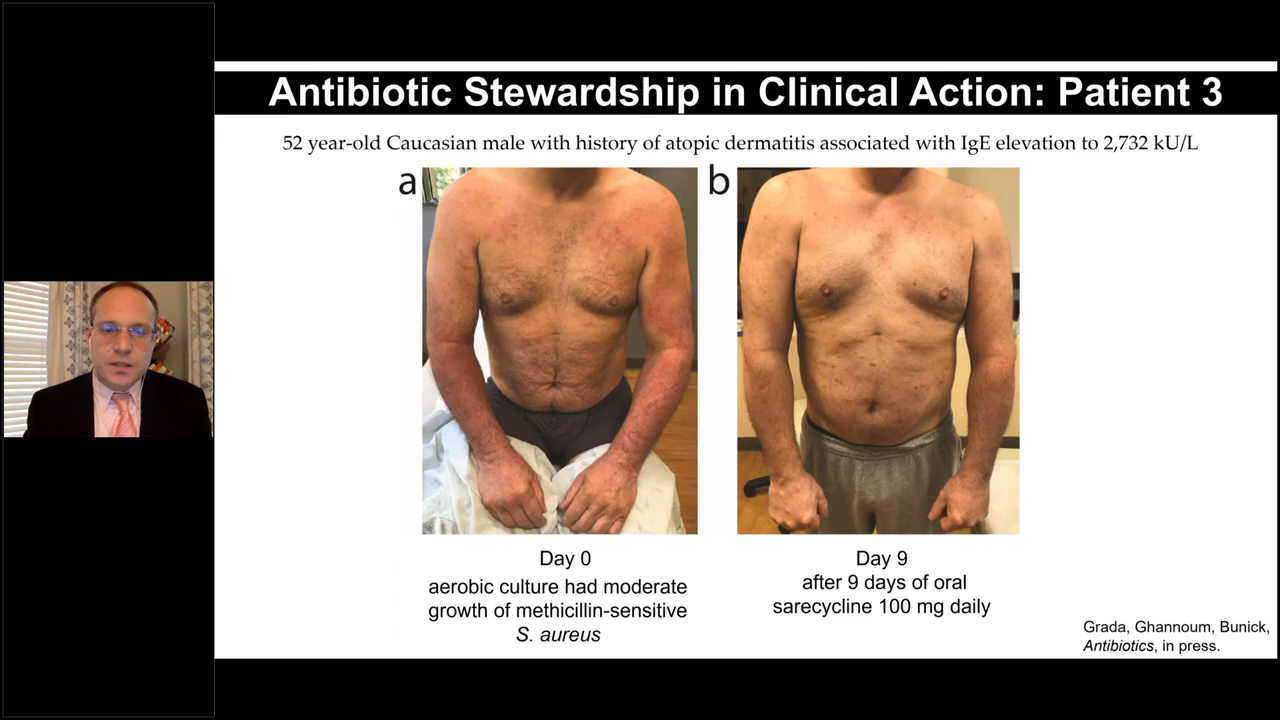 Antibiotic Stewardship in Clinical Action: Patient 3
52 year-old Caucasian male with history of atopic dermatitis associated with IgE elevation to 2,732 kU/L
a
b
Day 0
aerobic culture had moderate
growth of methicillin-sensitive
S. aureus
Day 9
after 9 days of oral
sarecycline 100 mg daily
Grada, Ghannoum, Bunick,
Antibiotics, in press.